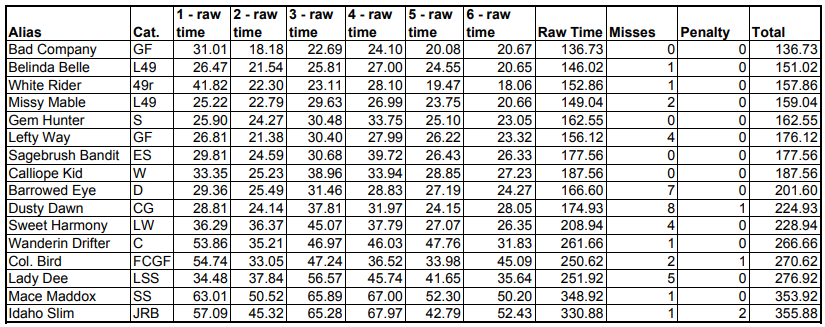 1 - raw 2 - raw 3 - raw 4 - raw 5 - raw 6 - raw
Alias Cat. time time time time time time Raw Time Misses Penalty Total
Bad Company GF 31.01 18.18 22.69 24.10 20.08 20.67 136.73 0 0 136.73
Belinda Belle L49 26.47 21.54 25.81 27.00 24.55 20.65 146.02 1 0 151.02
White Rider 49r 41.82 22.30 23.11 28.10 19.47 18.06 152.86 1 0 157.86
Missy Mable L49 25.22 22.79 29.63 26.99 23.75 20.66 149.04 2 0 159.04
Gem Hunter S 25.90 24.27 30.48 33.75 25.10 23.05 162.55 0 0 162.55
Lefty Way GF 26.81 21.38 30.40 27.99 26.22 23.32 156.12 4 0 176.12
Sagebrush Bandit ES 29.81 24.59 30.68 39.72 26.43 26.33 177.56 0 0 177.56
Calliope Kid W 33.35 25.23 38.96 33.94 28.85 27.23 187.56 0 0 187.56
Barrowed Eye D 29.36 25.49 31.46 28.83 27.19 24.27 166.60 7 0 201.60
Dusty Dawn CG 28.81 24.14 37.81 31.97 24.15 28.05 174.93 8 1 224.93
Sweet Harmony LW 36.29 36.37 45.07 37.79 27.07 26.35 208.94 4 0 228.94
Wanderin Drifter C 53.86 35.21 46.97 46.03 47.76 31.83 261.66 1 0 266.66
Col. Bird FCGF 54.74 33.05 47.24 36.52 33.98 45.09 250.62 2 1 270.62
Lady Dee LSS 34.48 37.84 56.57 45.74 41.65 35.64 251.92 5 0 276.92
Mace Maddox SS 63.01 50.52 65.89 67.00 52.30 50.20 348.92 1 0 353.92
Idaho Slim JRB 57.09 45.32 65.28 67.97 42.79 52.43 330.88 1 2 355.88